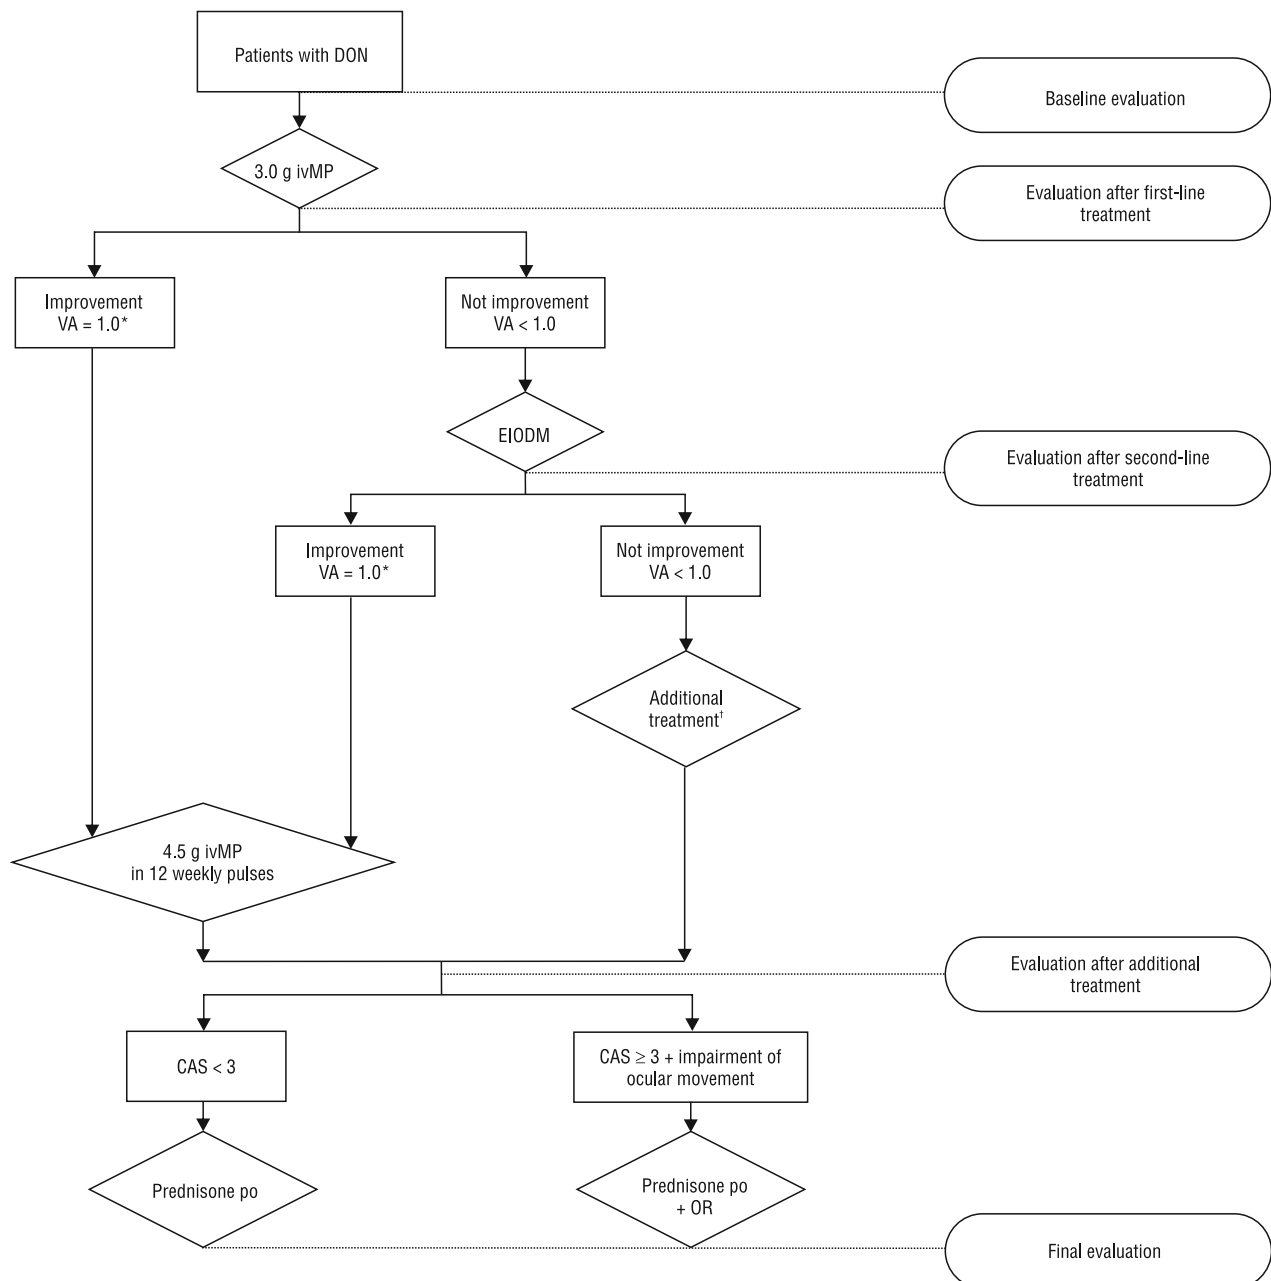 Patients with DON
Baseline evaluation
3.0 g ivMP
Evaluation after first-line
treatment
Improvement
VA = 1.0*
Not improvement
VA < 1.0
EIODM
Evaluation after second-line
treatment
Improvement
VA = 1.0*
Not improvement
VA < 1.0
Additional
treatment†
4.5 g ivMP
in 12 weekly pulses
Evaluation after additional
treatment
CAS < 3
CAS ≥ 3 + impairment of
ocular movement
Prednisone po
Prednisone po
+ OR
Final evaluation